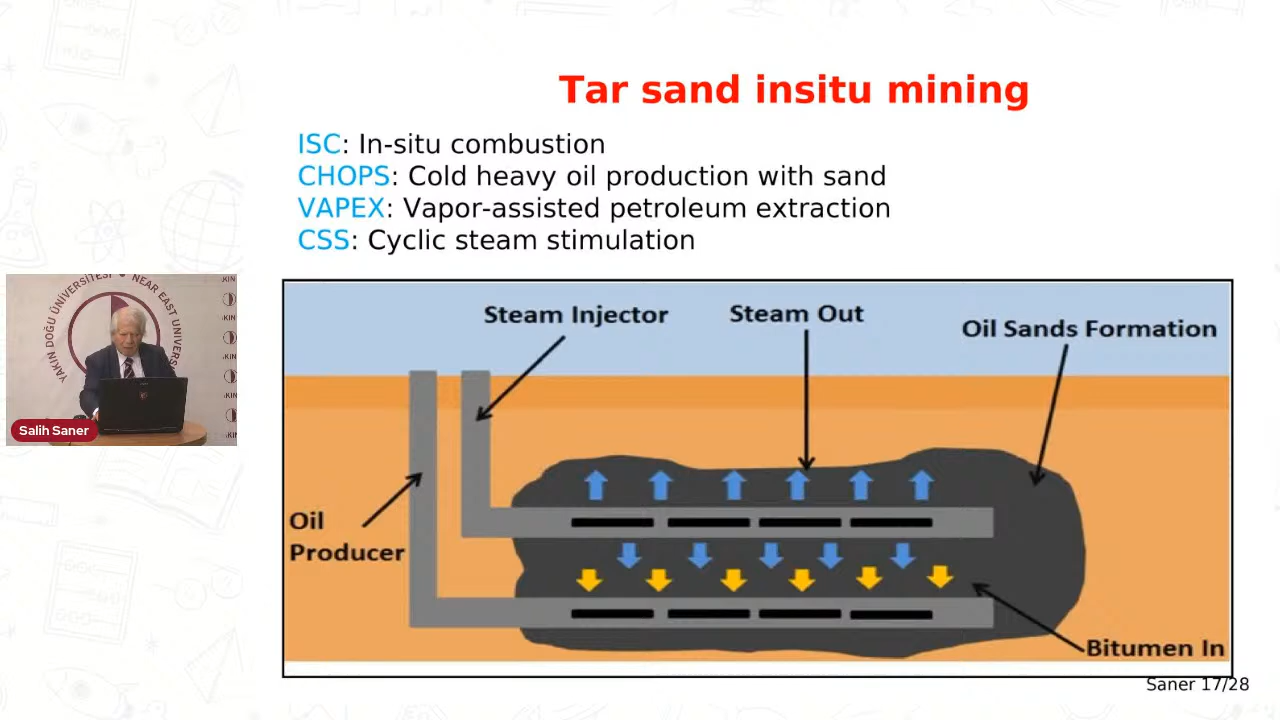 Tar sand insitu mining
ISC: In-situ combustion
CHOPS: Cold heavy oil production with sand
VAPEX: Vapor-assisted petroleum extraction
CSS: Cyclic steam stimulation
Steam Injector
Steam Out
Oil Sands Formation
Oil
Producer
Bitumen In
Saner 17/28
YAKIN DOĞU ÜNİVERSİTESİ • NEAR EAST UNIVERS
Salih Saner